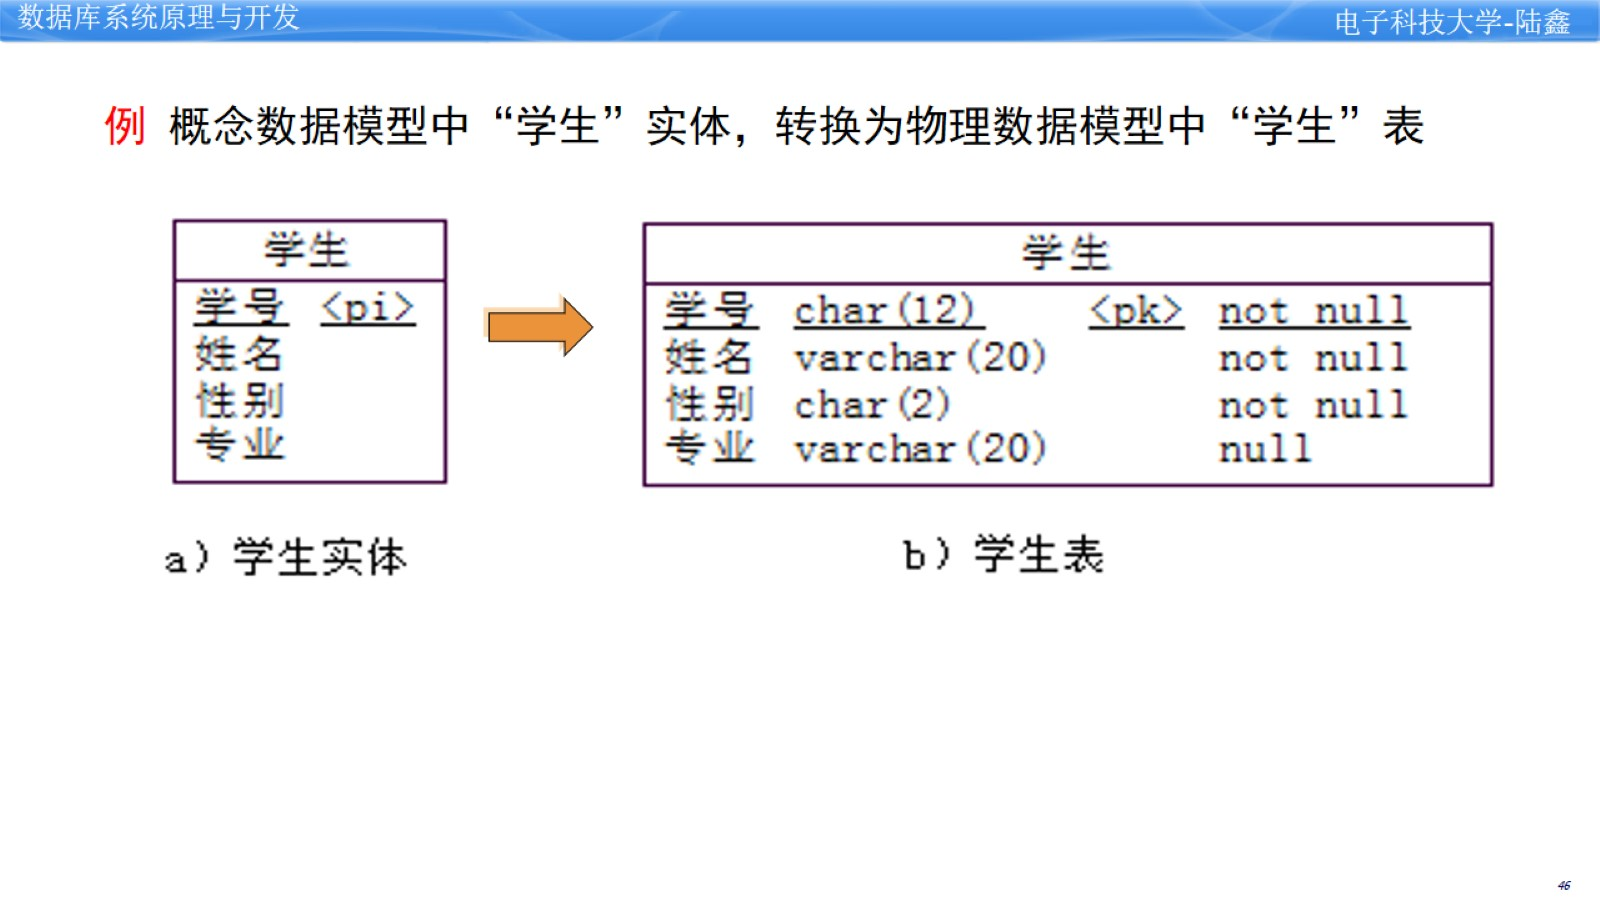 数据库系统原理与开发
电子科技大学-陆鑫
例 概念数据模型中“学生”实体，转换为物理数据模型中“学生”表
学生
学号 <pi>
姓名
性别
专业
学生
学号 char(12) <pk> not null
姓名 varchar(20) not null
性别 char(2) not null
专业 varchar(20) null
a）学生实体
b）学生表
46